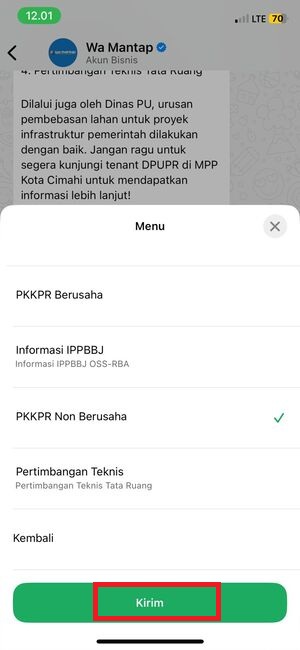 12.01
LTE 70
Wa Mantap
Akun Bisnis
4. Pertimbangan Teknis Tata Ruang
Dilalui juga oleh Dinas PU, urusan
pembebasan lahan untuk proyek
infrastruktur pemerintah dilakukan
dengan baik. Jangan ragu untuk
segera kunjungi tenant DPUPR di MPP
Kota Cimahi untuk mendapatkan
informasi lebih lanjut!
Menu
PKKPR Berusaha
Informasi IPPBBJ
Informasi IPPBBJ OSS-RBA
PKKPR Non Berusaha
Pertimbangan Teknis
Pertimbangan Teknis Tata Ruang
Kembali
Kirim